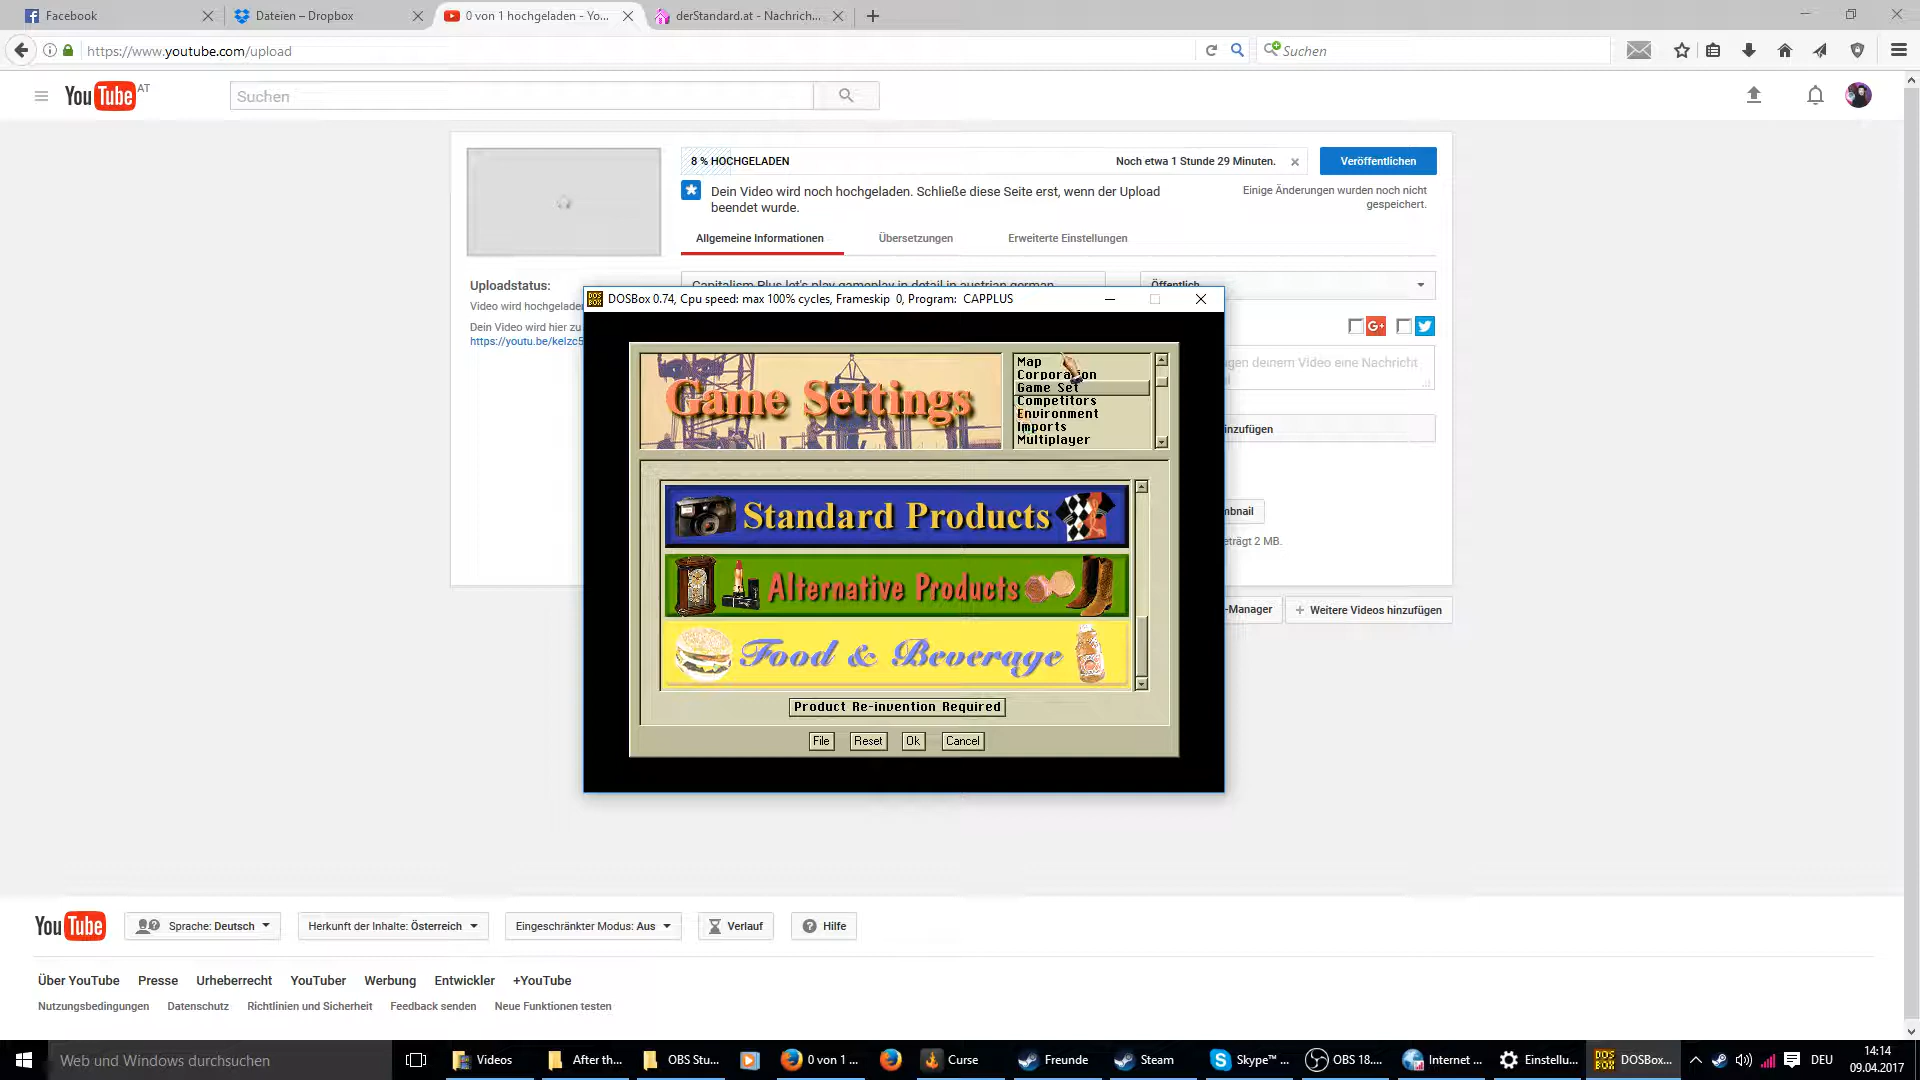 Facebook
Dateien – Dropbox
0 von 1 hochgeladen - Yo...
derStandard.at - Nachrich...
https://www.youtube.com/upload
Suchen
YouTube AT
Suchen
8 % HOCHGELADEN
Noch etwa 1 Stunde 29 Minuten.
Veröffentlichen
Dein Video wird noch hochgeladen. Schließe diese Seite erst, wenn der Upload
beendet wurde.
Einige Änderungen wurden noch nicht
gespeichert.
Allgemeine Informationen
Übersetzungen
Erweiterte Einstellungen
Uploadstatus:
Video wird hochgelade
Dein Video wird hier zu
https://youtu.be/kelzc5
Capitalism Plus let's play gameplay in detail in austrian german
Öffentlich
DOSBox 0.74, Cpu speed: max 100% cycles, Frameskip 0, Program: CAPPLUS
Game Settings
Map
Corporation
Game Set
Competitors
Environment
Imports
Multiplayer
Standard Products
Alternative Products
Food & Beverage
Product Re-invention Required
File
Reset
Ok
Cancel
gen deinem Video eine Nachricht
inzufügen
mbnail
eträgt 2 MB.
-Manager
+ Weitere Videos hinzufügen
YouTube
Sprache: Deutsch
Herkunft der Inhalte: Österreich
Eingeschränkter Modus: Aus
Verlauf
Hilfe
Über YouTube
Presse
Urheberrecht
YouTuber
Werbung
Entwickler
+YouTube
Nutzungsbedingungen
Datenschutz
Richtlinien und Sicherheit
Feedback senden
Neue Funktionen testen
Web und Windows durchsuchen
Videos
After th...
OBS Stu...
0 von 1 ...
Curse
Freunde
Steam
Skype™ ...
OBS 18....
Internet ...
Einstellu...
DOSBox...
DEU
14:14
09.04.2017